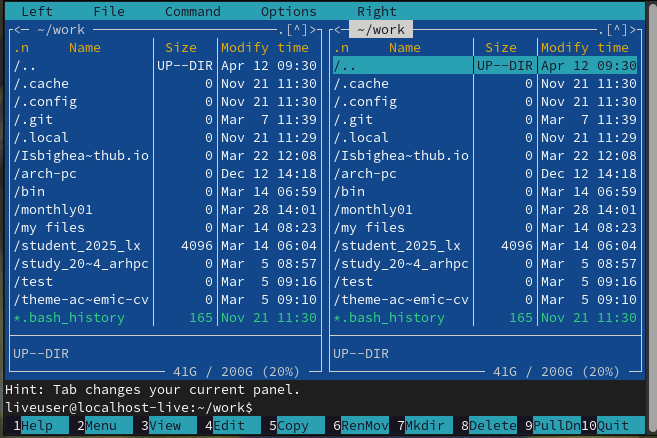 Left File Command Options Right
<─ ~/work ─.[^]> <─ ~/work ─.[^]>
.n Name Size Modify time .n Name Size Modify time
/.. UP--DIR Apr 12 09:30 /.. UP--DIR Apr 12 09:30
/.cache 0 Nov 21 11:30 /.cache 0 Nov 21 11:30
/.config 0 Nov 21 11:30 /.config 0 Nov 21 11:30
/.git 0 Mar 7 11:39 /.git 0 Mar 7 11:39
/.local 0 Nov 21 11:29 /.local 0 Nov 21 11:29
/Isbighea~thub.io 0 Mar 22 12:08 /Isbighea~thub.io 0 Mar 22 12:08
/arch-pc 0 Dec 12 14:18 /arch-pc 0 Dec 12 14:18
/bin 0 Mar 14 06:59 /bin 0 Mar 14 06:59
/monthly01 0 Mar 28 14:01 /monthly01 0 Mar 28 14:01
/my files 0 Mar 14 08:23 /my files 0 Mar 14 08:23
/student_2025_lx 4096 Mar 14 06:04 /student_2025_lx 4096 Mar 14 06:04
/study_20~4_arhpc 0 Mar 5 08:57 /study_20~4_arhpc 0 Mar 5 08:57
/test 0 Mar 5 09:16 /test 0 Mar 5 09:16
/theme-ac~emic-cv 0 Mar 5 09:10 /theme-ac~emic-cv 0 Mar 5 09:10
*.bash_history 165 Nov 21 11:30 *.bash_history 165 Nov 21 11:30
UP--DIR UP--DIR
41G / 200G (20%) 41G / 200G (20%)
Hint: Tab changes your current panel.
liveuser@localhost-live:~/work$
1Help 2Menu 3View 4Edit 5Copy 6RenMov 7Mkdir 8Delete 9PullDn 10Quit